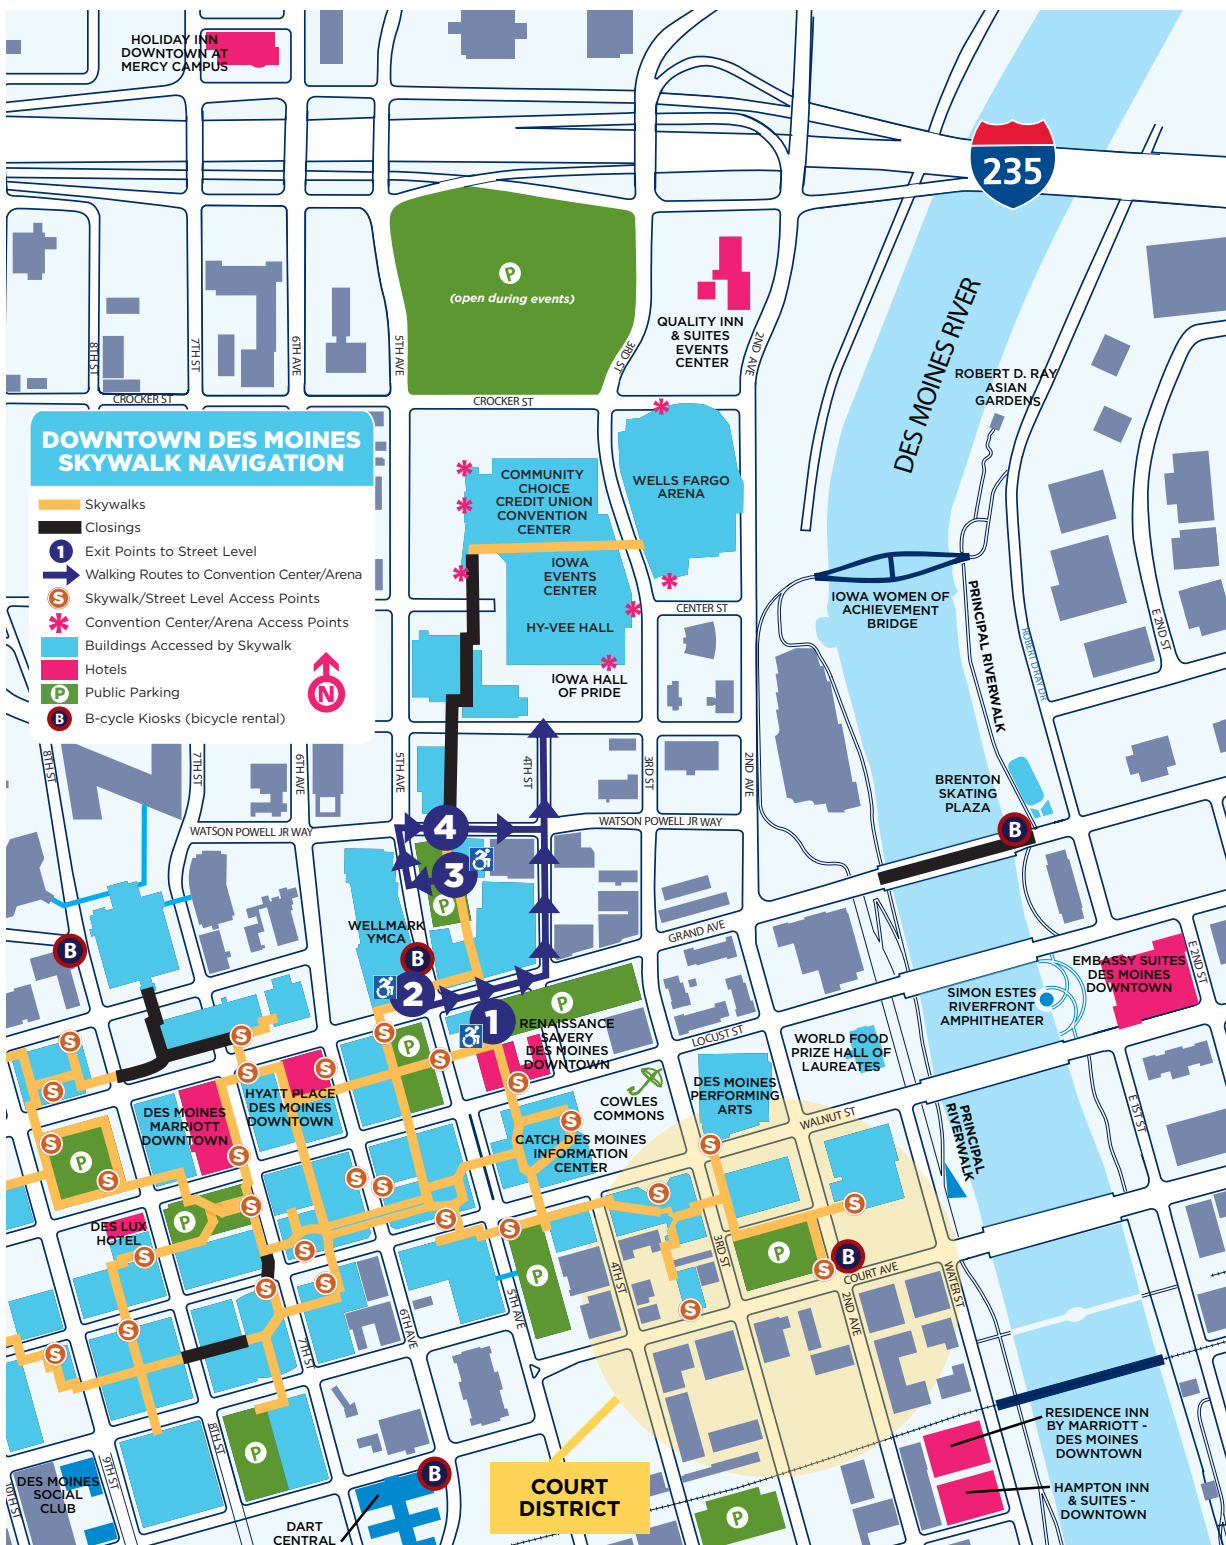 HOLIDAY INN
DOWNTOWN AT
MERCY CAMPUS
235
P
(open during events)
QUALITY INN
& SUITES
EVENTS
CENTER
DES MOINES RIVER
ROBERT D. RAY
ASIAN
GARDENS
8TH ST
7TH ST
6TH AVE
5TH AVE
3RD ST
2ND AVE
CROCKER ST
CROCKER ST
DOWNTOWN DES MOINES
SKYWALK NAVIGATION
Skywalks
Closings
1 Exit Points to Street Level
Walking Routes to Convention Center/Arena
S Skywalk/Street Level Access Points
Convention Center/Arena Access Points
Buildings Accessed by Skywalk
Hotels
P Public Parking
B B-cycle Kiosks (bicycle rental)
N
COMMUNITY
CHOICE
CREDIT UNION
CONVENTION
CENTER
WELLS FARGO
ARENA
IOWA
EVENTS
CENTER
HY-VEE HALL
IOWA HALL
OF PRIDE
CENTER ST
IOWA WOMEN OF
ACHIEVEMENT
BRIDGE
PRINCIPAL RIVERWALK
ROBERT D RAY DR
E 2ND ST
8TH ST
7TH ST
6TH AVE
5TH AVE
4TH ST
3RD ST
2ND AVE
BRENTON
SKATING
PLAZA
B
WATSON POWELL JR WAY
WATSON POWELL JR WAY
4
3
P
WELLMARK
YMCA
B
B
2
1
GRAND AVE
P
RENAISSANCE
SAVERY
DES MOINES
DOWNTOWN
LOCUST ST
EMBASSY SUITES
DES MOINES
DOWNTOWN
E 2ND ST
SIMON ESTES
RIVERFRONT
AMPHITHEATER
WORLD FOOD
PRIZE HALL OF
LAUREATES
S
S
S
S
P
S
S
S
S
S
DES MOINES
PERFORMING
ARTS
COWLES
COMMONS
HYATT PLACE
DES MOINES
DOWNTOWN
DES MOINES
MARRIOTT
DOWNTOWN
CATCH DES MOINES
INFORMATION
CENTER
S
WALNUT ST
PRINCIPAL
RIVERWALK
E 1ST ST
S
P
S
S
S
S
S
S
S
S
DES LUX
HOTEL
P
S
S
S
S
P
B
S
P
3RD ST
COURT AVE
2ND AVE
WATER ST
4TH ST
5TH AVE
6TH AVE
7TH ST
S
S
S
S
S
S
8TH ST
9TH ST
10TH ST
P
DES MOINES
SOCIAL
CLUB
B
DART
CENTRAL
COURT
DISTRICT
P
RESIDENCE INN
BY MARRIOTT -
DES MOINES
DOWNTOWN
HAMPTON INN
& SUITES -
DOWNTOWN